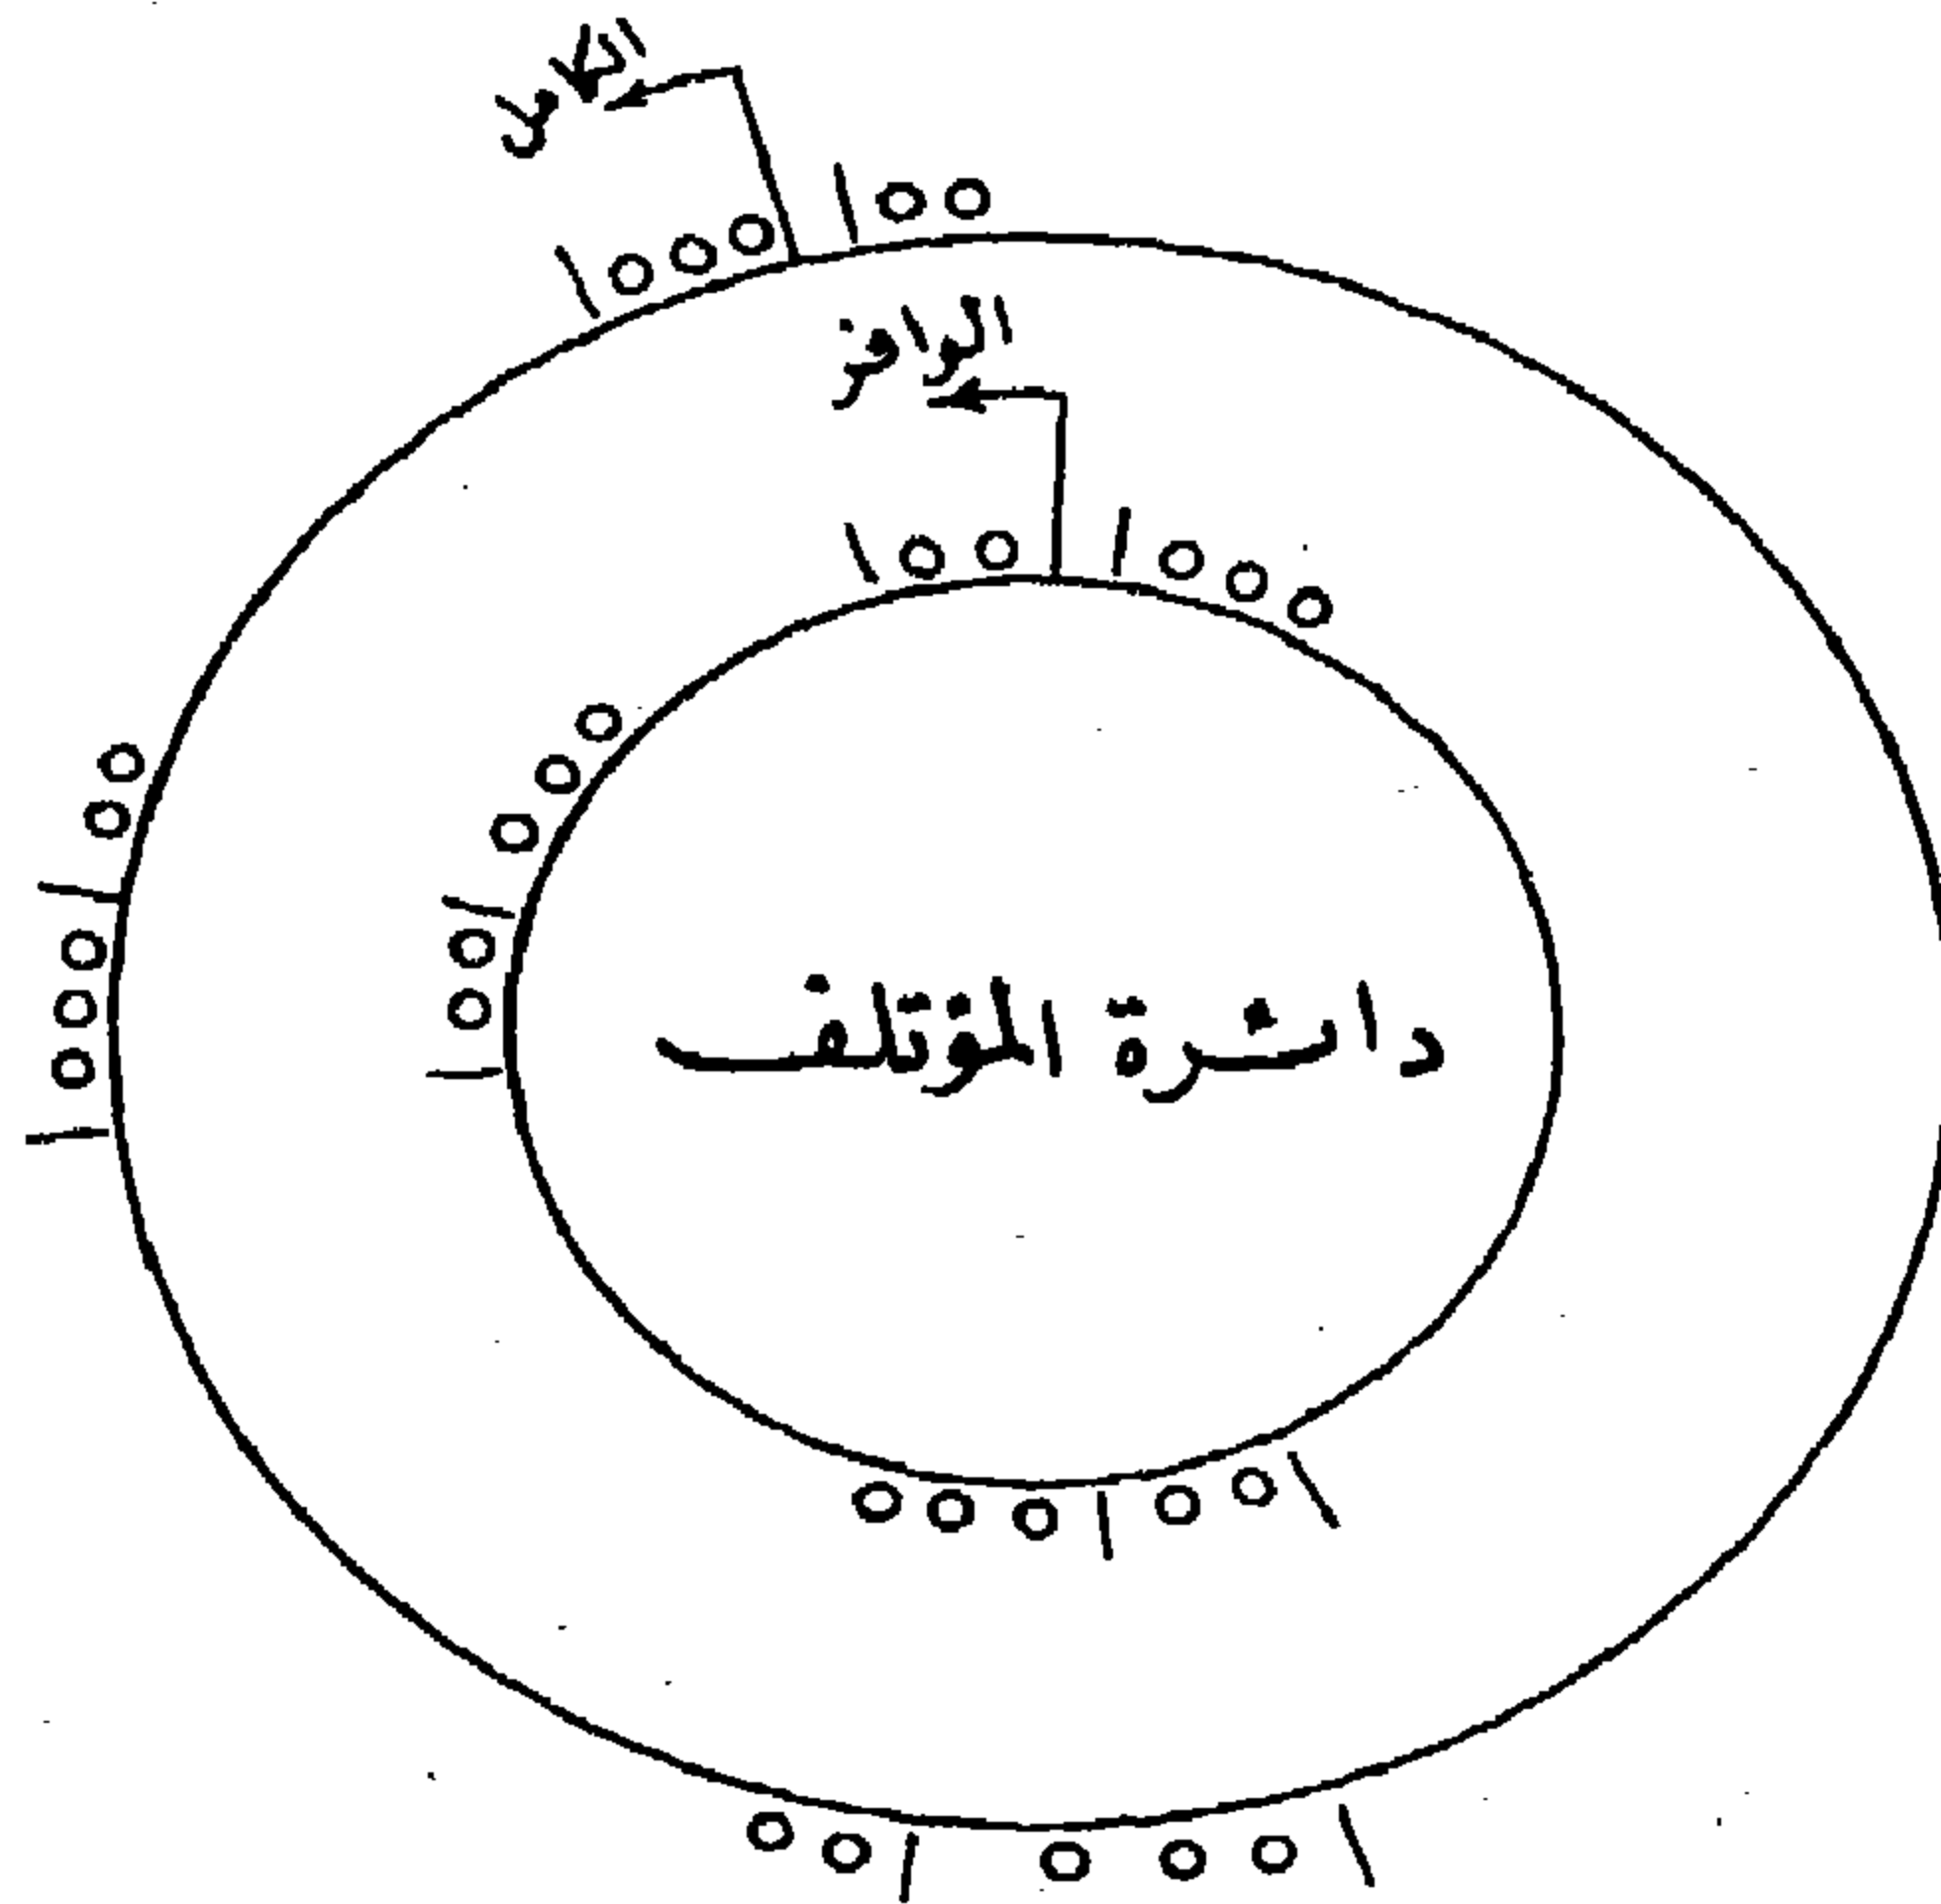 الكامل
الوافر
دائرة المؤتلف